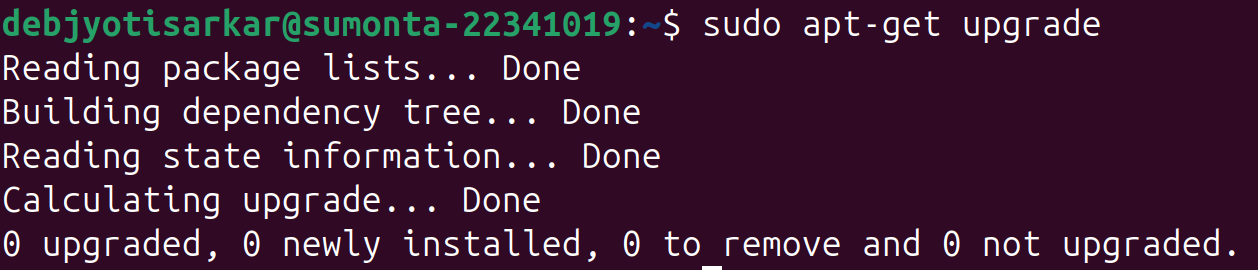 debjyotisarkar@sumonta-22341019:~$ sudo apt-get upgrade
Reading package lists... Done
Building dependency tree... Done
Reading state information... Done
Calculating upgrade... Done
0 upgraded, 0 newly installed, 0 to remove and 0 not upgraded.